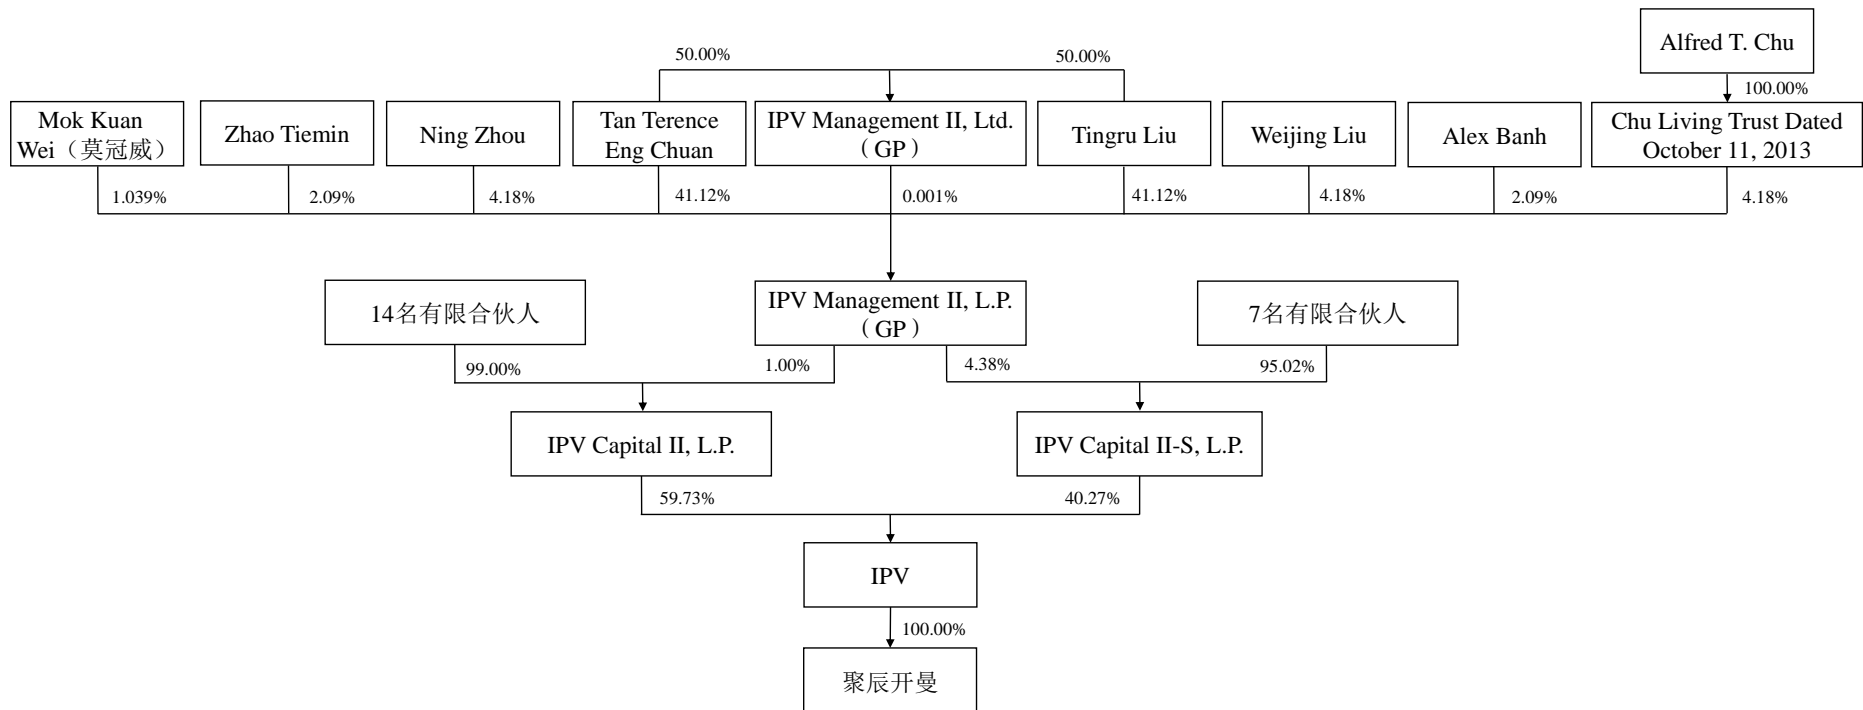 Alfred T. Chu
50.00%
50.00%
100.00%
Mok Kuan
Wei（莫冠威）
Zhao Tiemin
Ning Zhou
Tan Terence
Eng Chuan
IPV Management II, Ltd.
（GP）
Tingru Liu
Weijing Liu
Alex Banh
Chu Living Trust Dated
October 11, 2013
1.039%
2.09%
4.18%
41.12%
0.001%
41.12%
4.18%
2.09%
4.18%
14名有限合伙人
IPV Management II, L.P.
（GP）
7名有限合伙人
99.00%
1.00%
4.38%
95.02%
IPV Capital II, L.P.
IPV Capital II-S, L.P.
59.73%
40.27%
IPV
100.00%
聚辰开曼